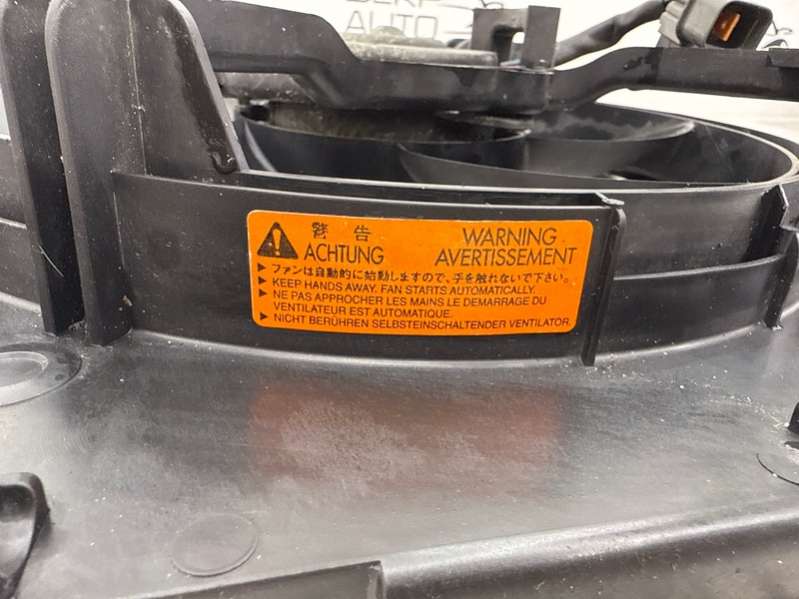 AUTO
警告 WARNING
ACHTUNG AVERTISSEMENT
▶ ファンは自動的に始動しますので、手を触れないで下さい。
▶ KEEP HANDS AWAY. FAN STARTS AUTOMATICALLY.
▶ NE PAS APPROCHER LES MAINS LE DEMARRAGE DU
VENTILATEUR EST AUTOMATIQUE.
▶ NICHT BERÜHREN SELBSTEINSCHALTENDER VENTILATOR.